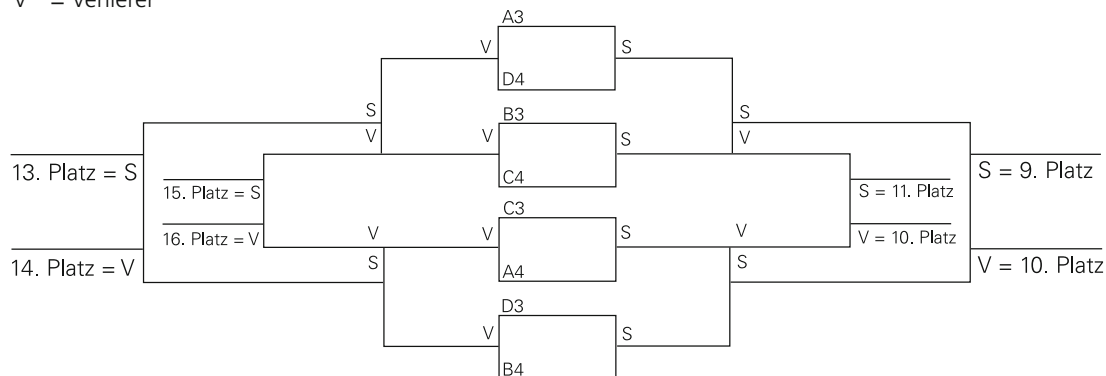 "V" = Verlierer
A3
V S
D4
S S
B3
V V S V
13. Platz = S S = 9. Platz
C4
15. Platz = S S = 11. Platz
C3
16. Platz = V V V S V V = 10. Platz
14. Platz = V S S V = 10. Platz
A4
D3
V S
B4